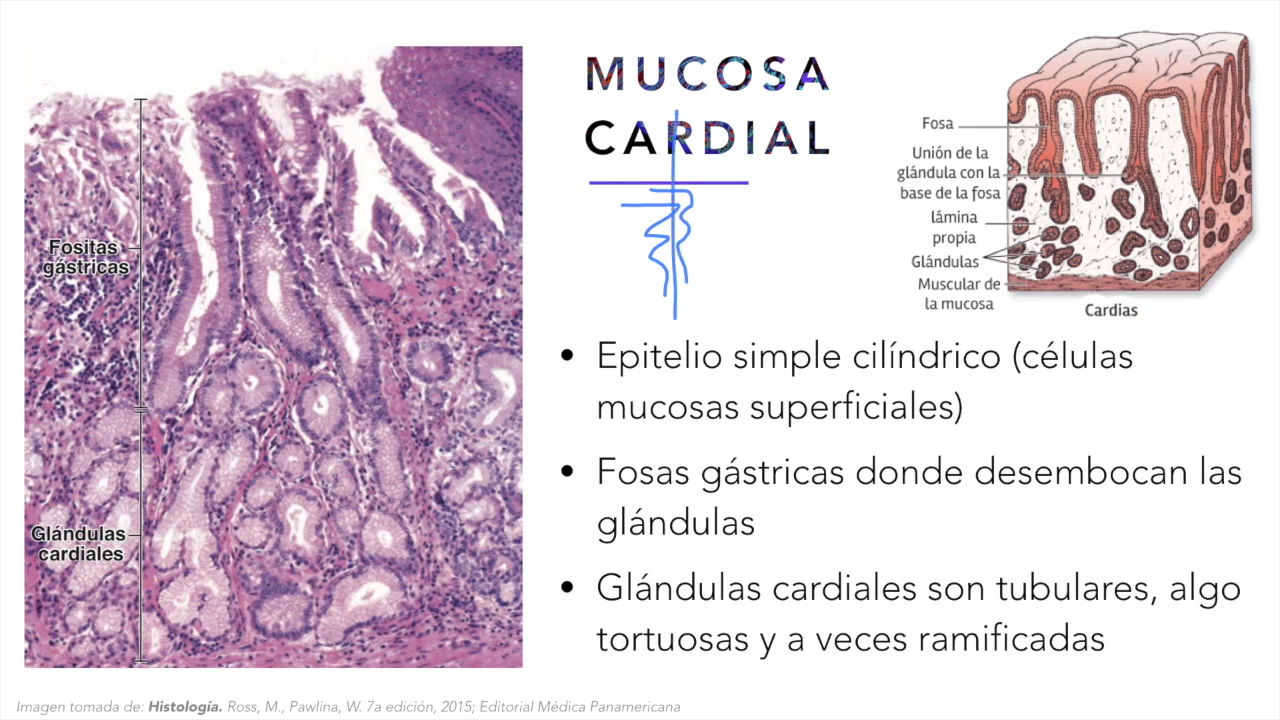 MUCOSA
CARDIAL
Fositas
gástricas
Glándulas
cardiales
Fosa
Unión de la
glándula con la
base de la fosa
lámina
propia
Glándulas
Muscular de
la mucosa
Cardias
• Epitelio simple cilíndrico (células
mucosas superficiales)
• Fosas gástricas donde desembocan las
glándulas
• Glándulas cardiales son tubulares, algo
tortuosas y a veces ramificadas
Imagen tomada de: Histología. Ross, M., Pawlina, W. 7a edición, 2015; Editorial Médica Panamericana